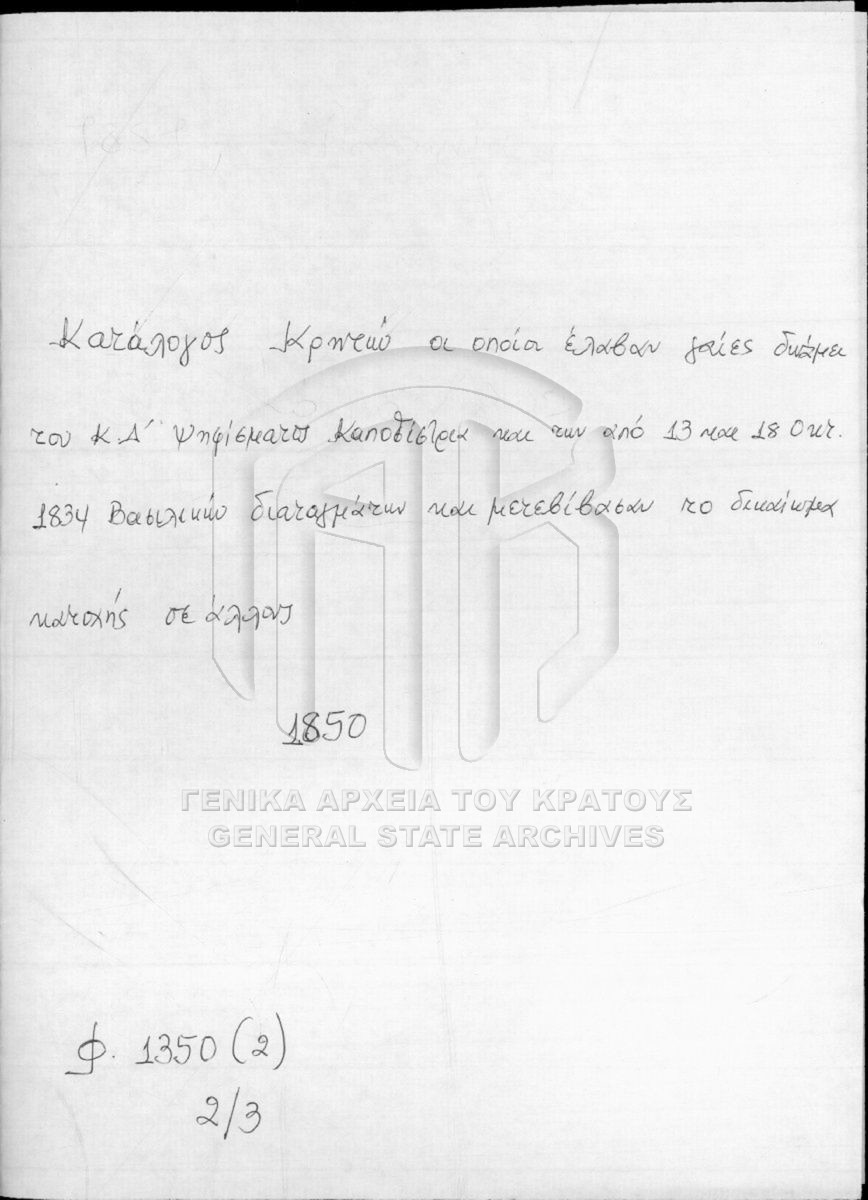 Κατάλογος Κρητών οι οποίοι έλαβαν γαίες δυνάμει
του ΚΔ΄ Ψηφίσματος Καποδίστρια και των από 13 και 18 Οκτ.
1834 Βασιλικών διαταγμάτων και μετεβίβασαν το δικαίωμα
κατοχής σε άλλους
1850
ΓΕΝΙΚΑ ΑΡΧΕΙΑ ΤΟΥ ΚΡΑΤΟΥΣ
GENERAL STATE ARCHIVES
φ. 1350 (2)
2/3